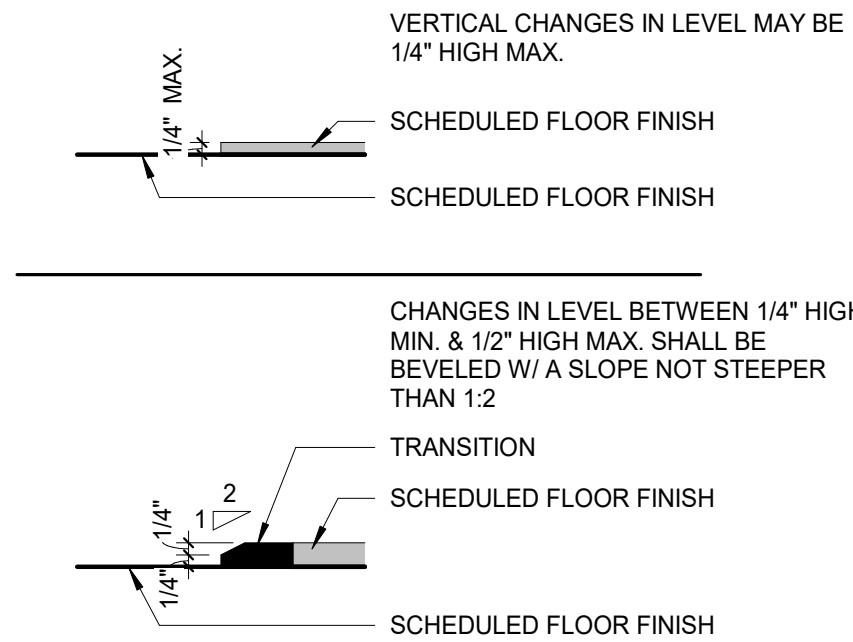 VERTICAL CHANGES IN LEVEL MAY BE
1/4" HIGH MAX.
1/4" MAX.
SCHEDULED FLOOR FINISH
SCHEDULED FLOOR FINISH
CHANGES IN LEVEL BETWEEN 1/4" HIGH
MIN. & 1/2" HIGH MAX. SHALL BE
BEVELED W/ A SLOPE NOT STEEPER
THAN 1:2
TRANSITION
2
1
1/4"
SCHEDULED FLOOR FINISH
1/4"
SCHEDULED FLOOR FINISH